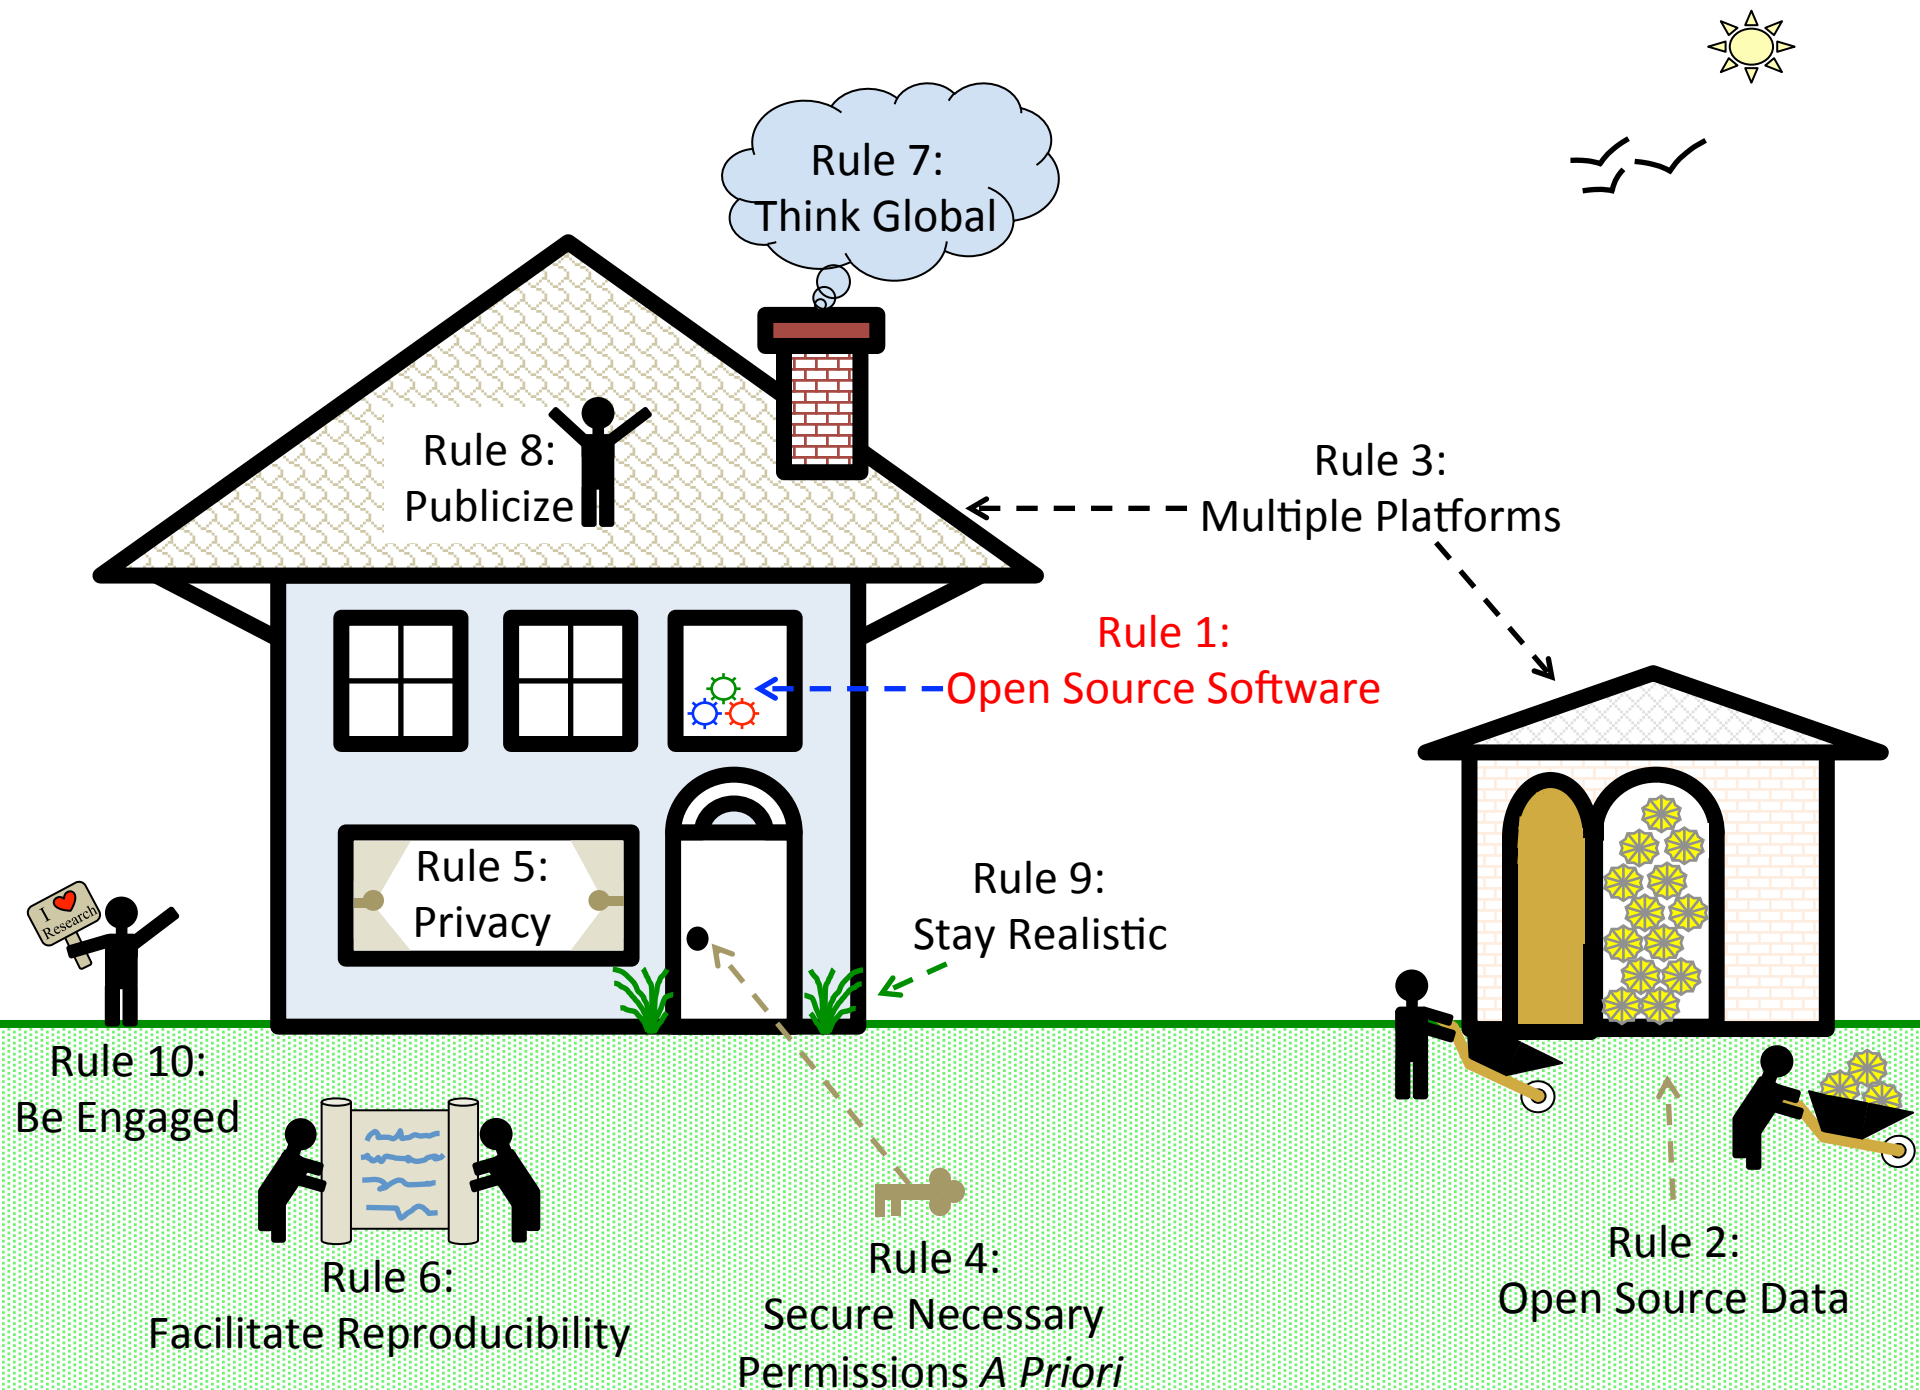 Rule 7:
Think Global
Rule 8:
Publicize
Rule 3:
Multiple Platforms
Rule 1:
Open Source Software
Rule 5:
Privacy
Rule 9:
Stay Realistic
I
Research
Rule 10:
Be Engaged
Rule 6:
Facilitate Reproducibility
Rule 4:
Secure Necessary
Permissions A Priori
Rule 2:
Open Source Data